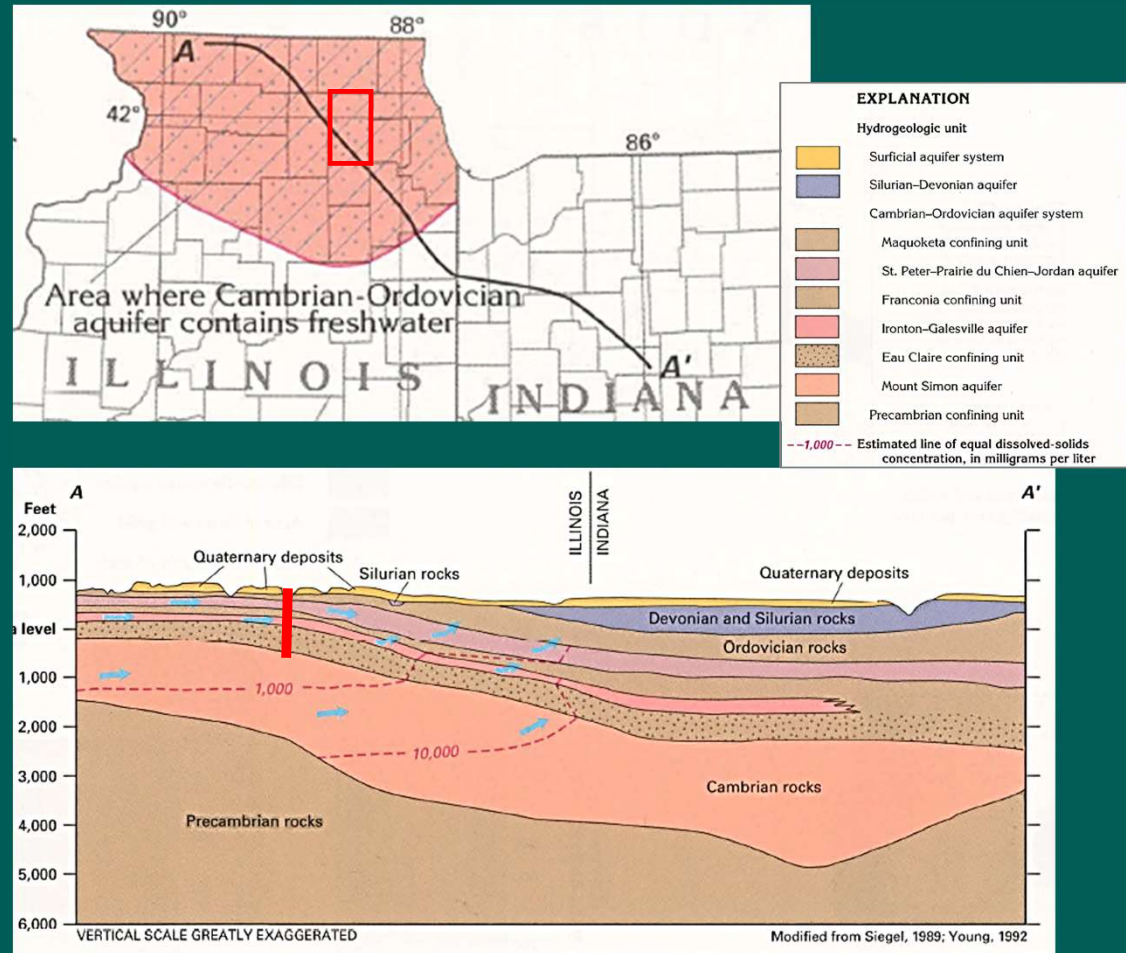 90°
88°
A
42°
86°
Area where Cambrian-Ordovician
aquifer contains freshwater
A'
ILLINOIS
INDIANA
EXPLANATION
Hydrogeologic unit
Surficial aquifer system
Silurian–Devonian aquifer
Cambrian–Ordovician aquifer system
Maquoketa confining unit
St. Peter–Prairie du Chien–Jordan aquifer
Franconia confining unit
Ironton–Galesville aquifer
Eau Claire confining unit
Mount Simon aquifer
Precambrian confining unit
--1,000-- Estimated line of equal dissolved-solids
concentration, in milligrams per liter
A
A'
Feet
2,000
1,000
a level
1,000
2,000
3,000
4,000
5,000
6,000
ILLINOIS
INDIANA
Quaternary deposits
Silurian rocks
Quaternary deposits
Devonian and Silurian rocks
Ordovician rocks
1,000
10,000
Cambrian rocks
Precambrian rocks
VERTICAL SCALE GREATLY EXAGGERATED
Modified from Siegel, 1989; Young, 1992